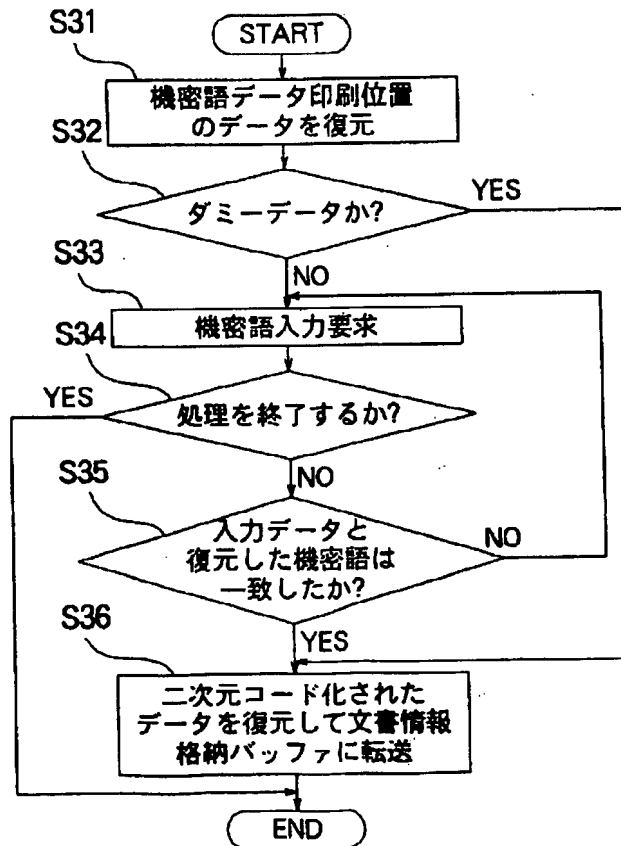 S31
START
機密語データ印刷位置
のデータを復元
S32
ダミーデータか?
YES
NO
S33
機密語入力要求
S34
YES
処理を終了するか?
NO
S35
入力データと
復元した機密語は
一致したか?
NO
YES
S36
二次元コード化された
データを復元して文書情報
格納バッファに転送
END